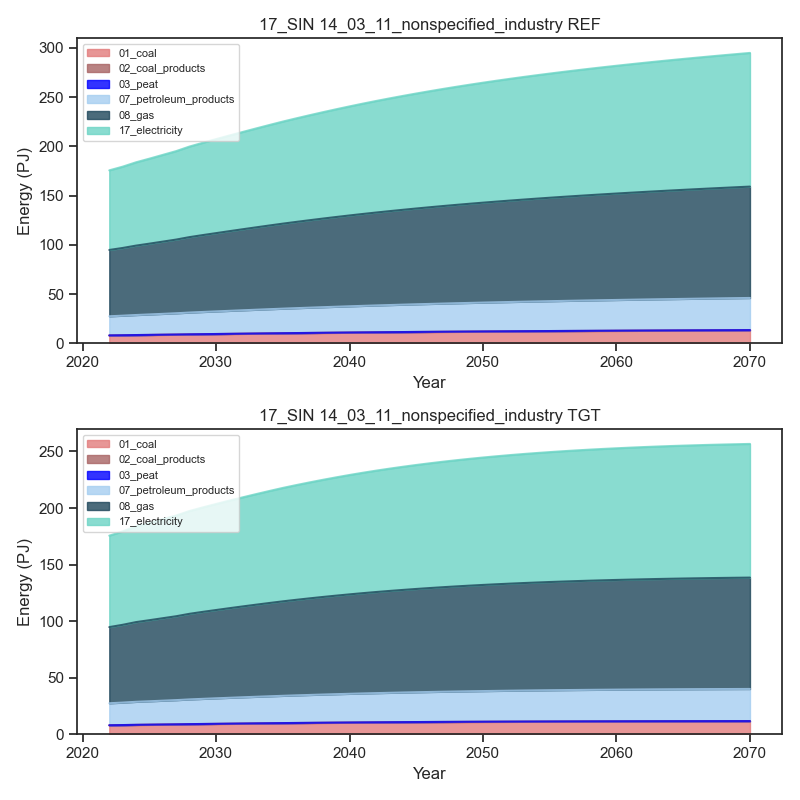 17_SIN 14_03_11_nonspecified_industry REF
300
250
200
150
100
50
0
Energy (PJ)
01_coal
02_coal_products
03_peat
07_petroleum_products
08_gas
17_electricity
2020 2030 2040 2050 2060 2070
Year
17_SIN 14_03_11_nonspecified_industry TGT
250
200
150
100
50
0
Energy (PJ)
01_coal
02_coal_products
03_peat
07_petroleum_products
08_gas
17_electricity
2020 2030 2040 2050 2060 2070
Year